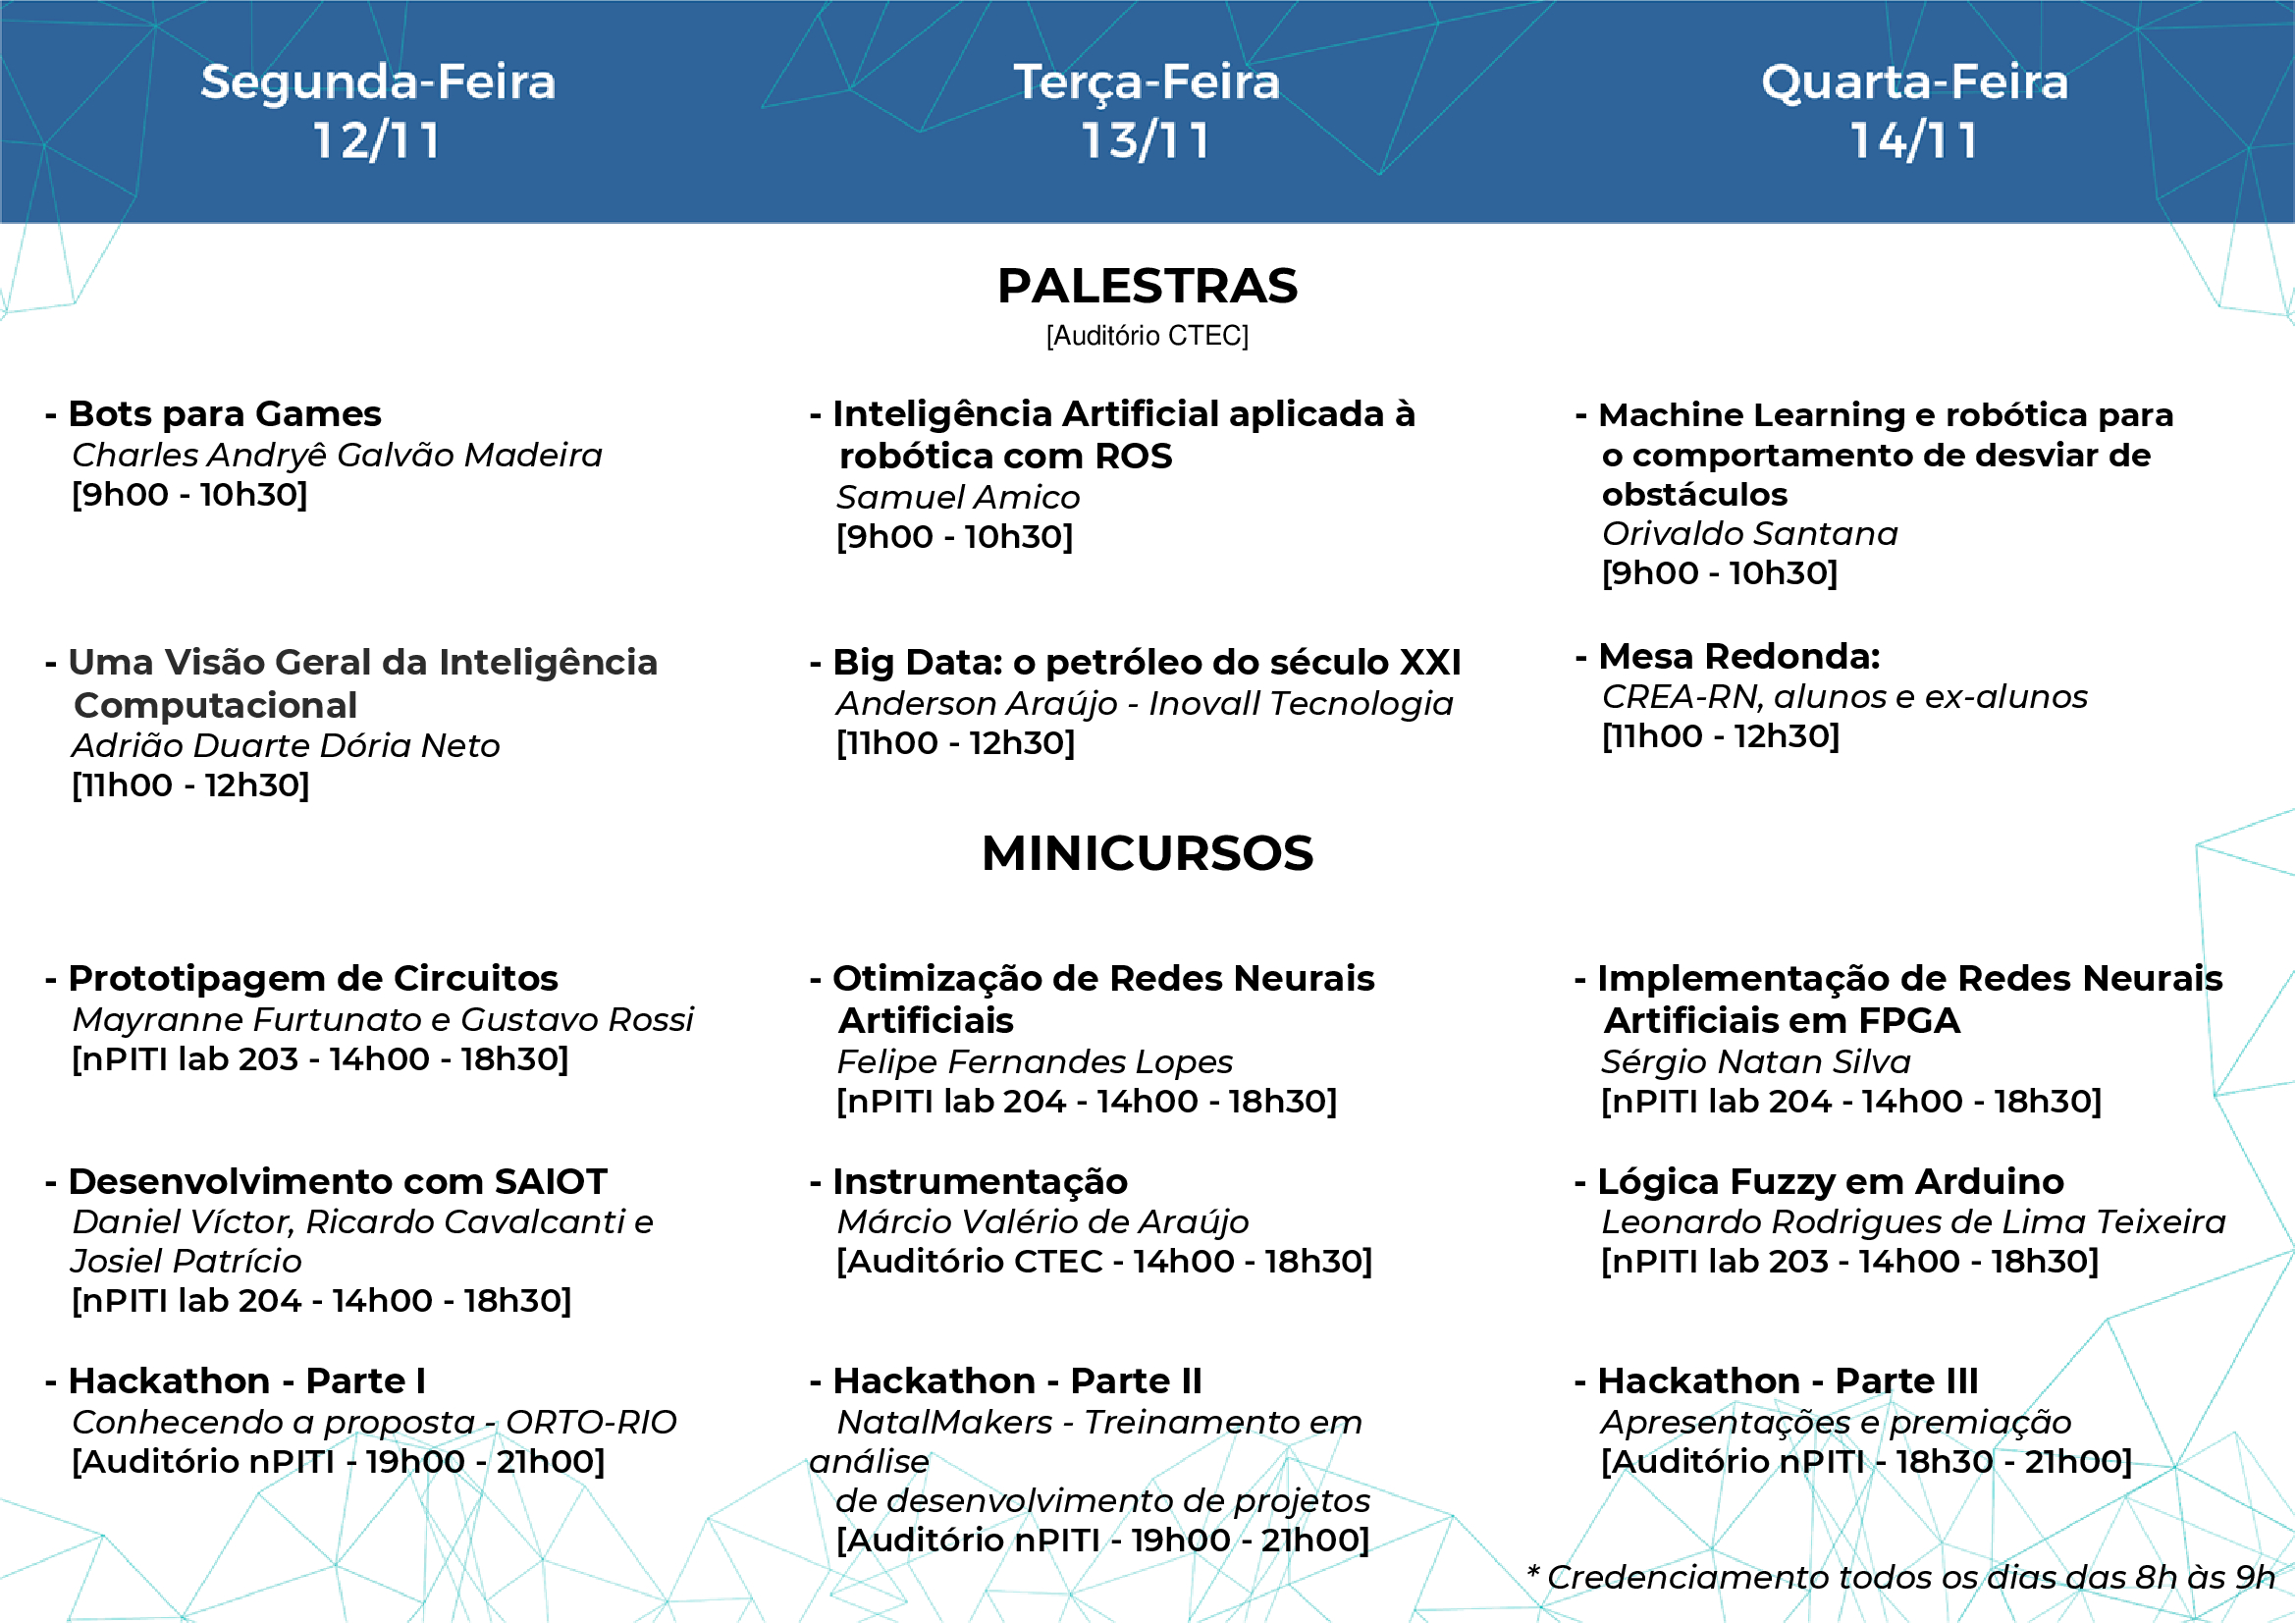 Segunda-Feira
12/11
Terça-Feira
13/11
Quarta-Feira
14/11
PALESTRAS
[Auditório CTEC]
- Bots para Games
Charles Andryê Galvão Madeira
[9h00 - 10h30]
- Inteligência Artificial aplicada à
robótica com ROS
Samuel Amico
[9h00 - 10h30]
- Machine Learning e robótica para
o comportamento de desviar de
obstáculos
Orivaldo Santana
[9h00 - 10h30]
- Uma Visão Geral da Inteligência
Computacional
Adrião Duarte Dória Neto
[11h00 - 12h30]
- Big Data: o petróleo do século XXI
Anderson Araújo - Inovall Tecnologia
[11h00 - 12h30]
- Mesa Redonda:
CREA-RN, alunos e ex-alunos
[11h00 - 12h30]
MINICURSOS
- Prototipagem de Circuitos
Mayranne Furtunato e Gustavo Rossi
[nPITI lab 203 - 14h00 - 18h30]
- Otimização de Redes Neurais
Artificiais
Felipe Fernandes Lopes
[nPITI lab 204 - 14h00 - 18h30]
- Implementação de Redes Neurais
Artificiais em FPGA
Sérgio Natan Silva
[nPITI lab 204 - 14h00 - 18h30]
- Desenvolvimento com SAIOT
Daniel Víctor, Ricardo Cavalcanti e
Josiel Patrício
[nPITI lab 204 - 14h00 - 18h30]
- Instrumentação
Márcio Valério de Araújo
[Auditório CTEC - 14h00 - 18h30]
- Lógica Fuzzy em Arduino
Leonardo Rodrigues de Lima Teixeira
[nPITI lab 203 - 14h00 - 18h30]
- Hackathon - Parte I
Conhecendo a proposta - ORTO-RIO
[Auditório nPITI - 19h00 - 21h00]
- Hackathon - Parte II
NatalMakers - Treinamento em
análise
de desenvolvimento de projetos
[Auditório nPITI - 19h00 - 21h00]
- Hackathon - Parte III
Apresentações e premiação
[Auditório nPITI - 18h30 - 21h00]
* Credenciamento todos os dias das 8h às 9h